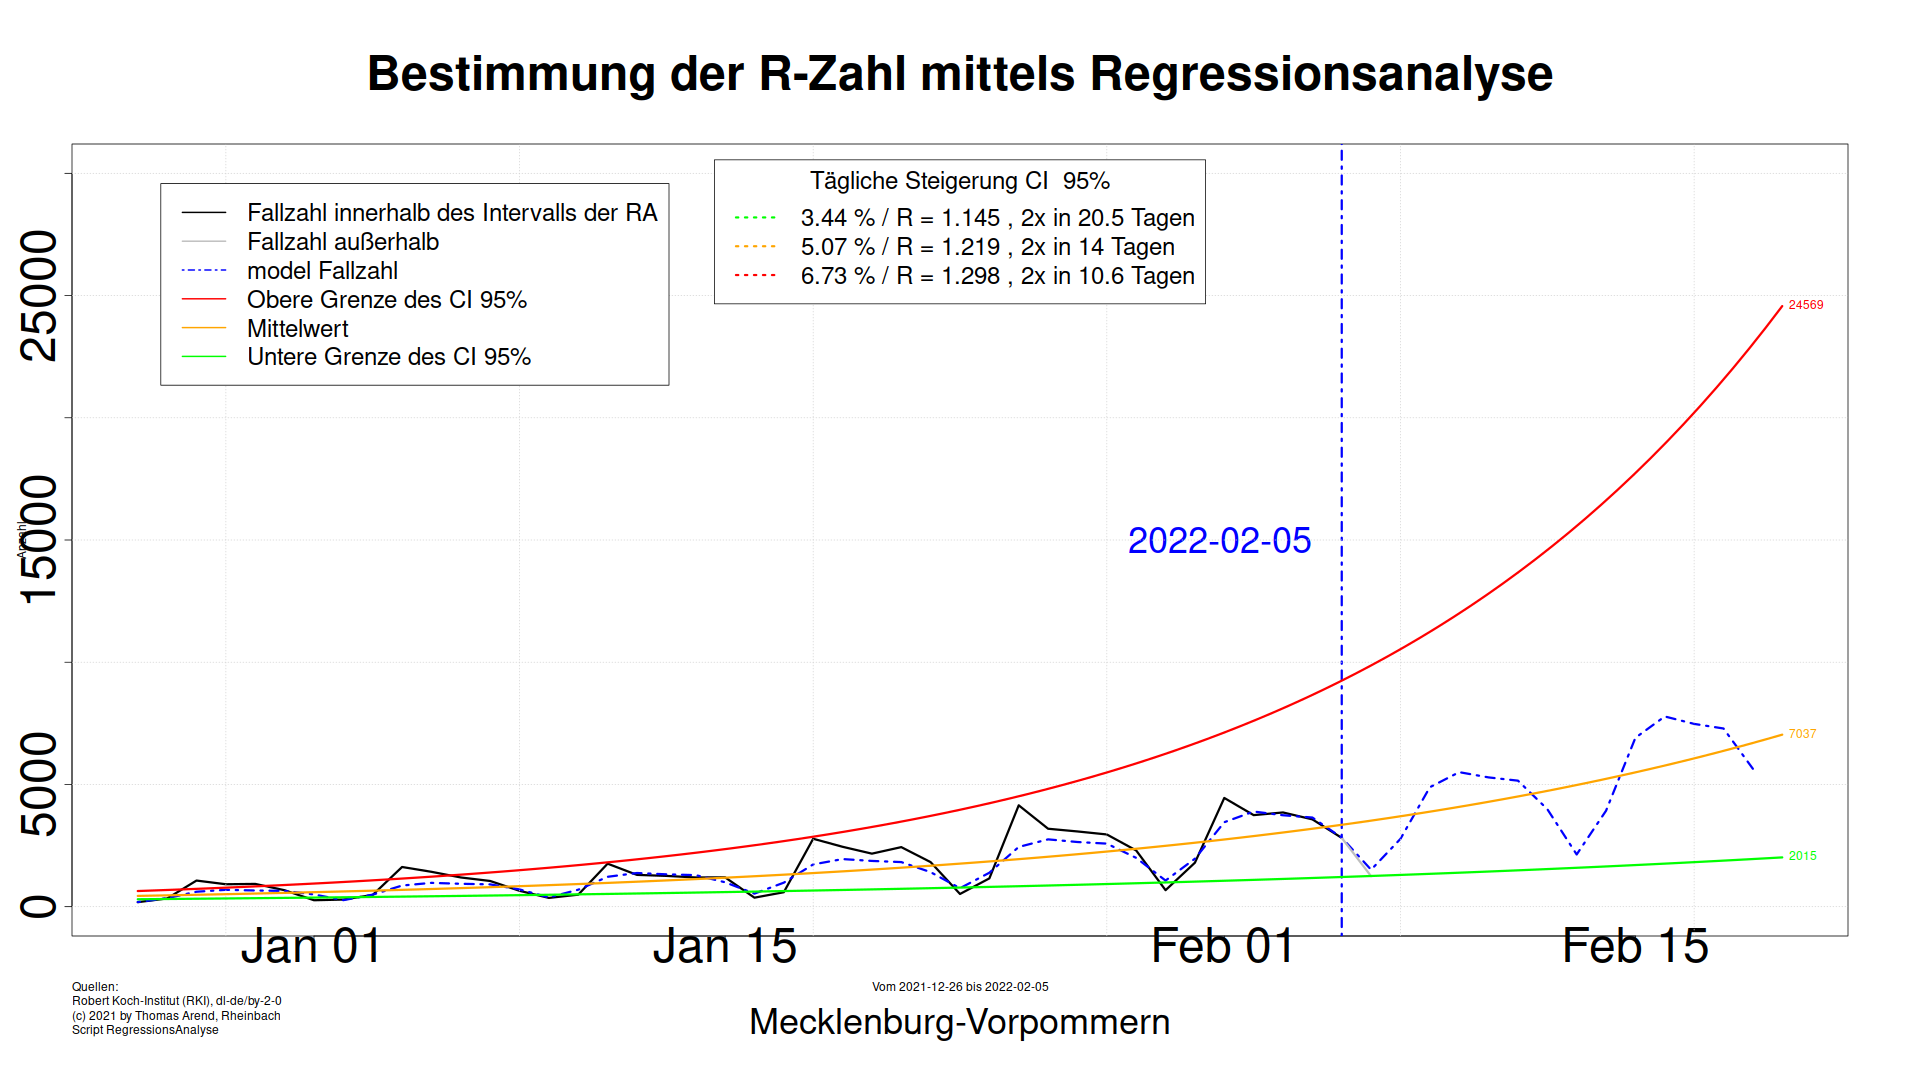 Bestimmung der R-Zahl mittels Regressionsanalyse
Fallzahl innerhalb des Intervalls der RA
Fallzahl außerhalb
model Fallzahl
Obere Grenze des CI 95%
Mittelwert
Untere Grenze des CI 95%
Tägliche Steigerung CI  95%
3.44 % / R = 1.145 , 2x in 20.5 Tagen
5.07 % / R = 1.219 , 2x in 14 Tagen
6.73 % / R = 1.298 , 2x in 10.6 Tagen
25000
15000
5000
0
Anzahl
2022-02-05
24569
7037
2015
Jan 01
Jan 15
Feb 01
Feb 15
Quellen:
Robert Koch-Institut (RKI), dl-de/by-2-0
(c) 2021 by Thomas Arend, Rheinbach
Script RegressionsAnalyse
Vom 2021-12-26 bis 2022-02-05
Mecklenburg-Vorpommern